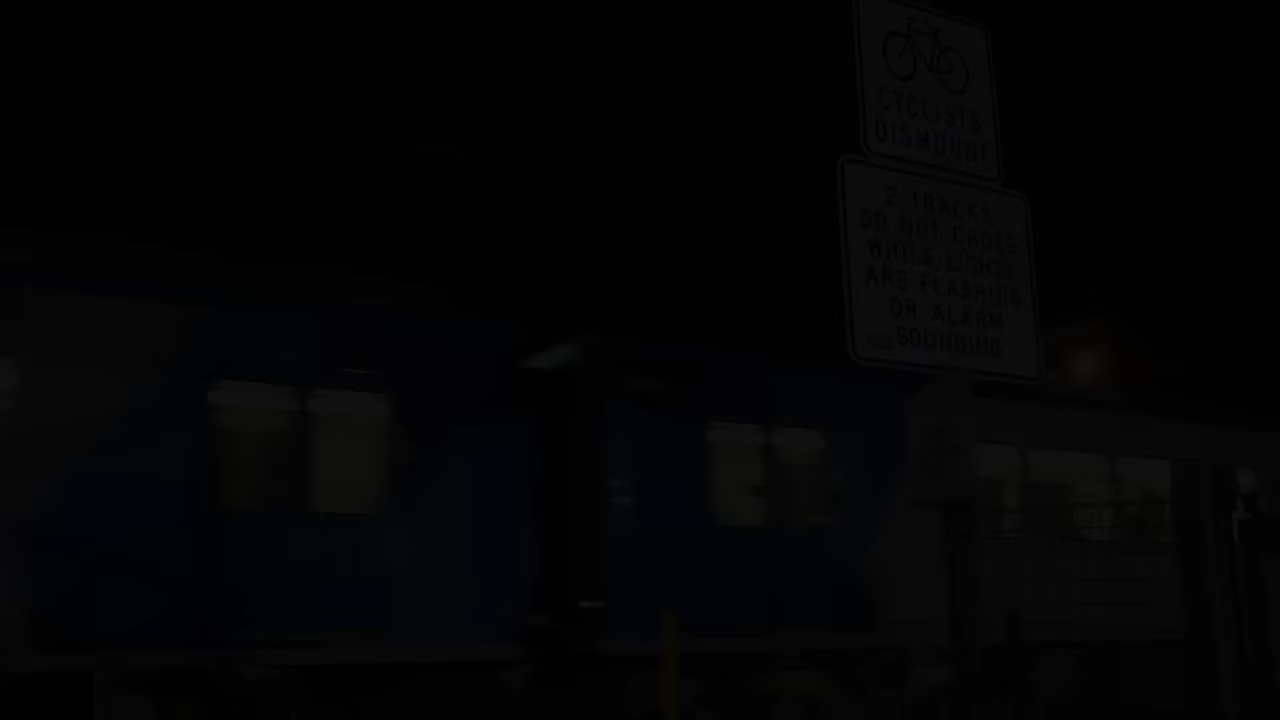 CYCLISTS
DISMOUNT
2 TRACKS
DO NOT CROSS
WHILE LIGHTS
ARE FLASHING
OR ALARM
SOUNDING